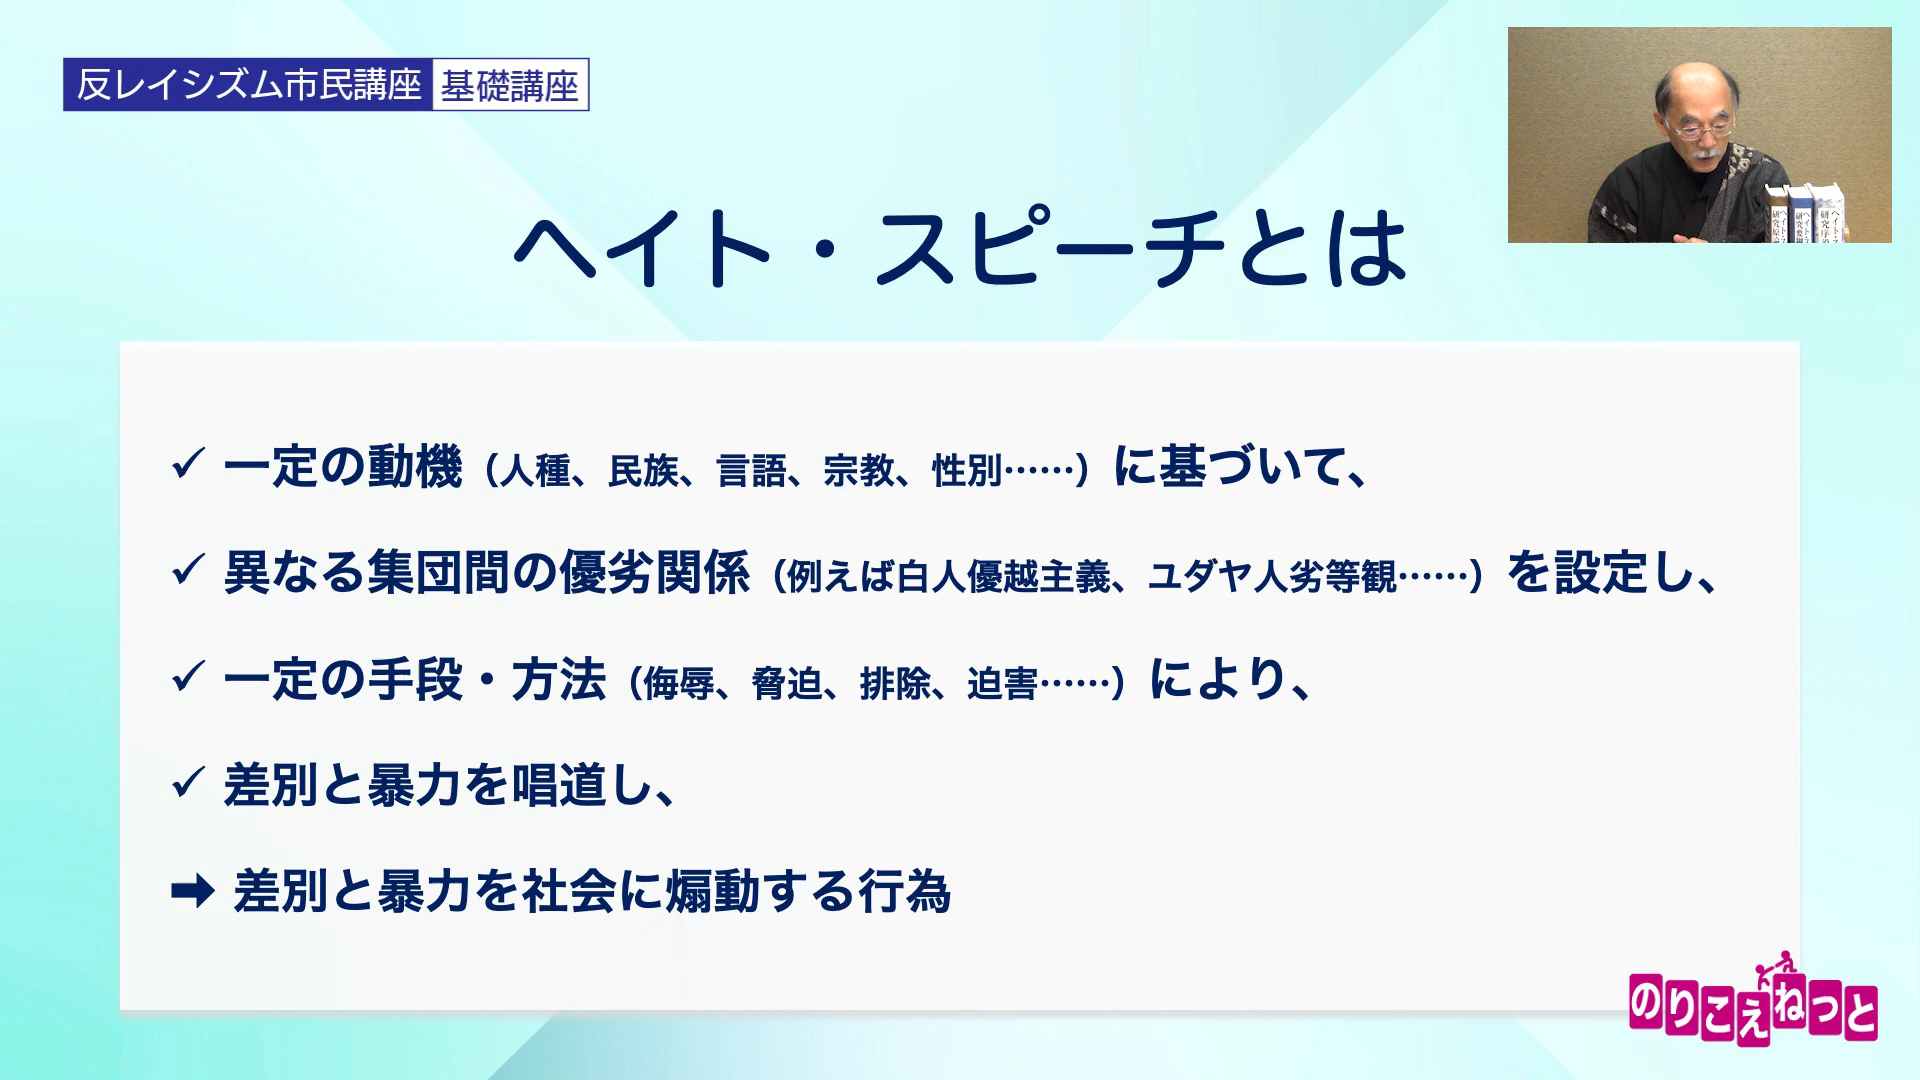 反レイシズム市民講座 基礎講座
ヘイト・スピーチとは
✓ 一定の動機（人種、民族、言語、宗教、性別……）に基づいて、
✓ 異なる集団間の優劣関係（例えば白人優越主義、ユダヤ人劣等観……）を設定し、
✓ 一定の手段・方法（侮辱、脅迫、排除、迫害……）により、
✓ 差別と暴力を唱道し、
➡ 差別と暴力を社会に煽動する行為
のりこえねっと